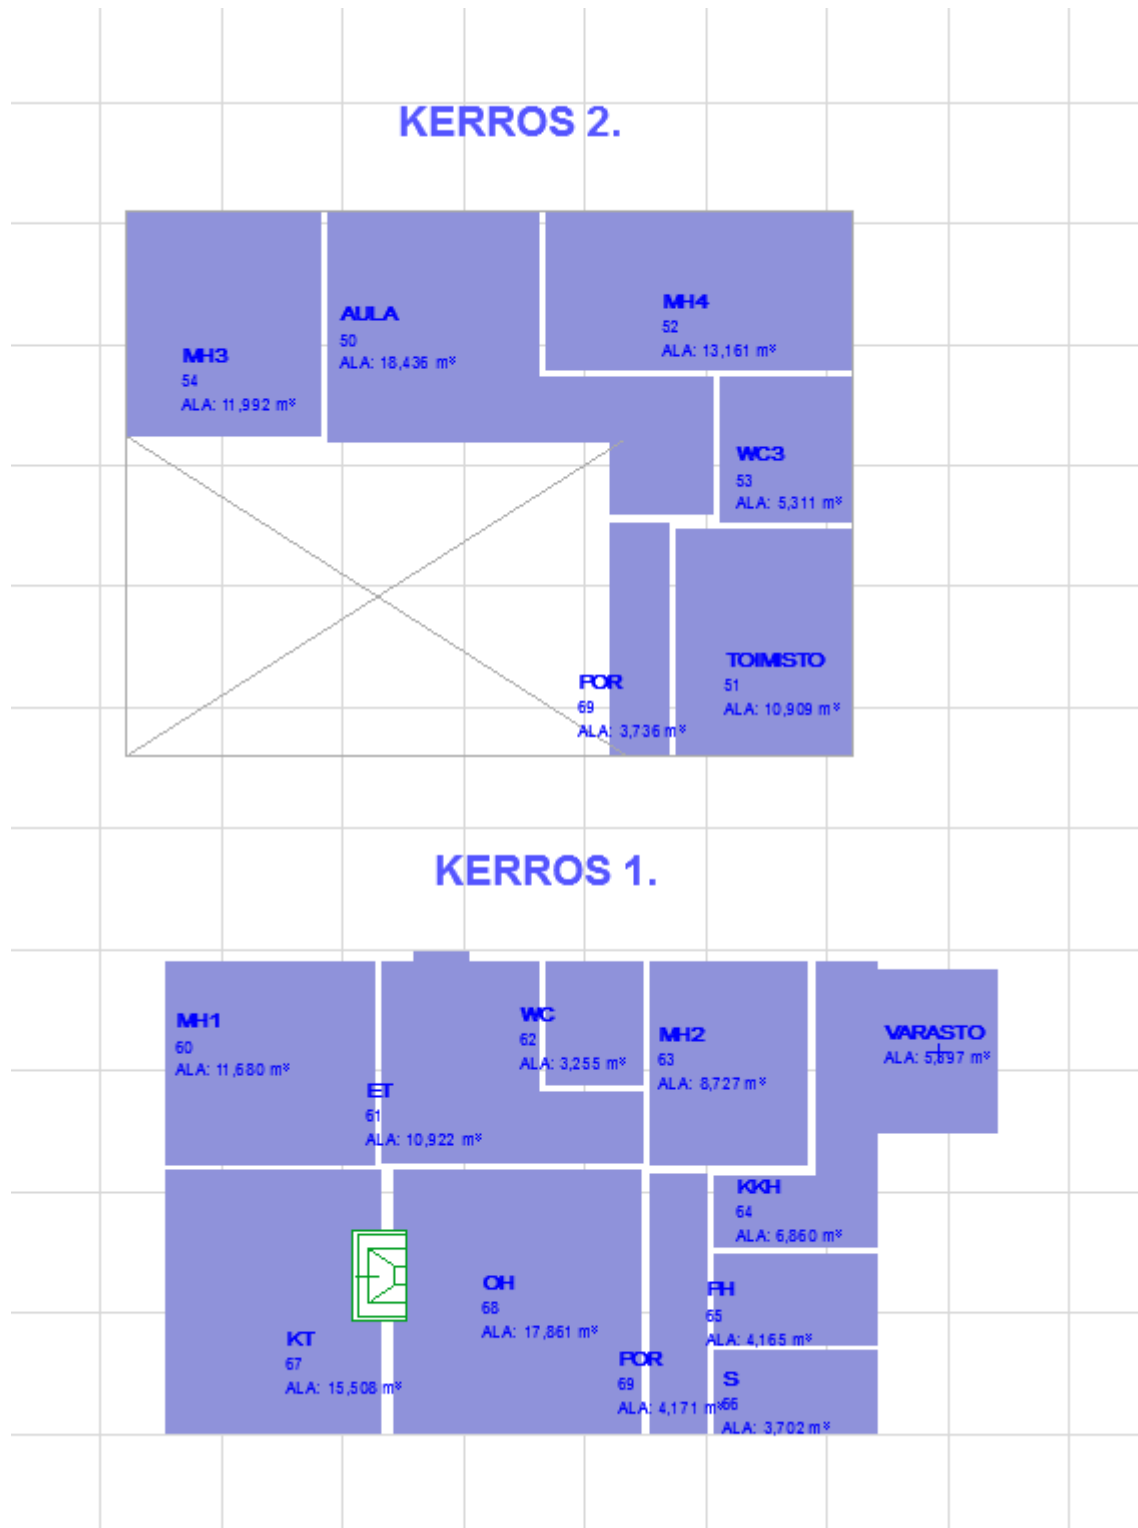 KERROS 2.
MH3
54
ALA: 11,992 m²
AULA
50
ALA: 18,436 m²
MH4
52
ALA: 13,161 m²
WC3
53
ALA: 5,311 m²
POR
69
ALA: 3,736 m²
TOIMISTO
51
ALA: 10,909 m²
KERROS 1.
MH1
60
ALA: 11,680 m²
ET
61
ALA: 10,922 m²
WC
62
ALA: 3,255 m²
MH2
63
ALA: 8,727 m²
VARASTO
ALA: 5,897 m²
KKH
64
ALA: 6,860 m²
PH
65
ALA: 4,165 m²
OH
68
ALA: 17,861 m²
KT
67
ALA: 15,508 m²
POR
69
ALA: 4,171 m²
S
66
ALA: 3,702 m²